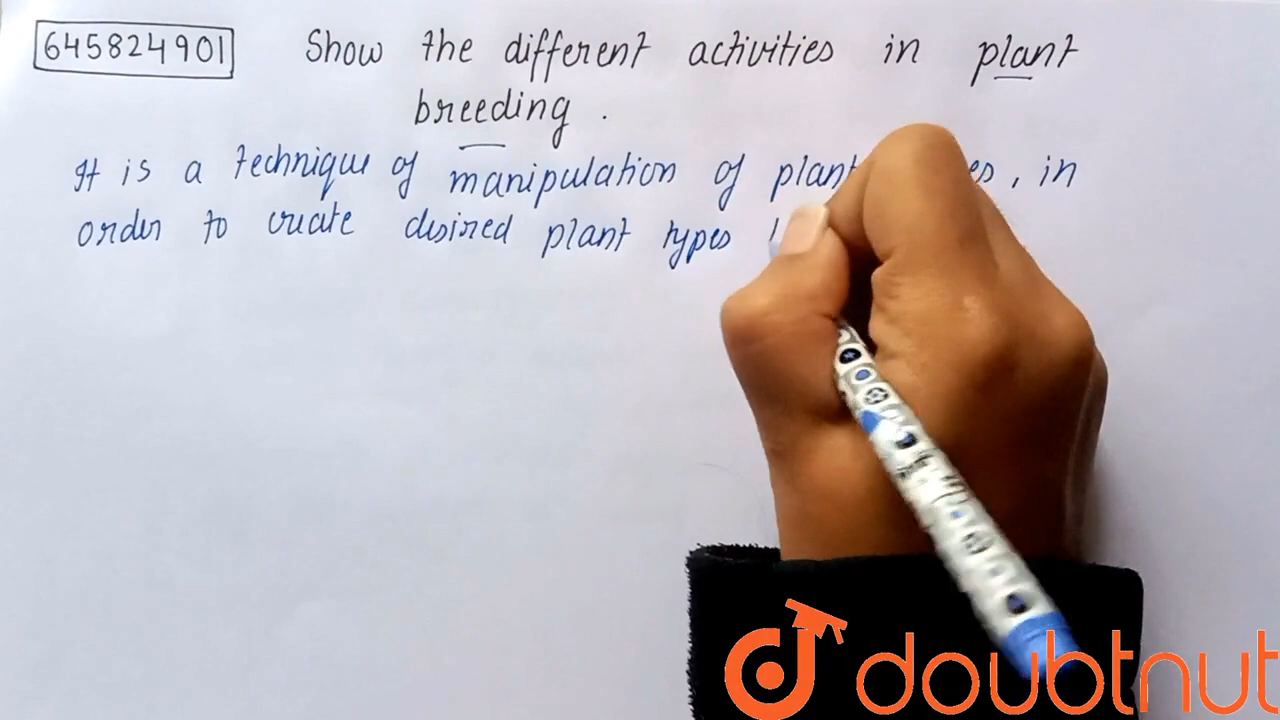 645824901 Show the different activities in plant
breeding.
It is a technique of manipulation of plant , in
order to create desired plant types
doubtnut